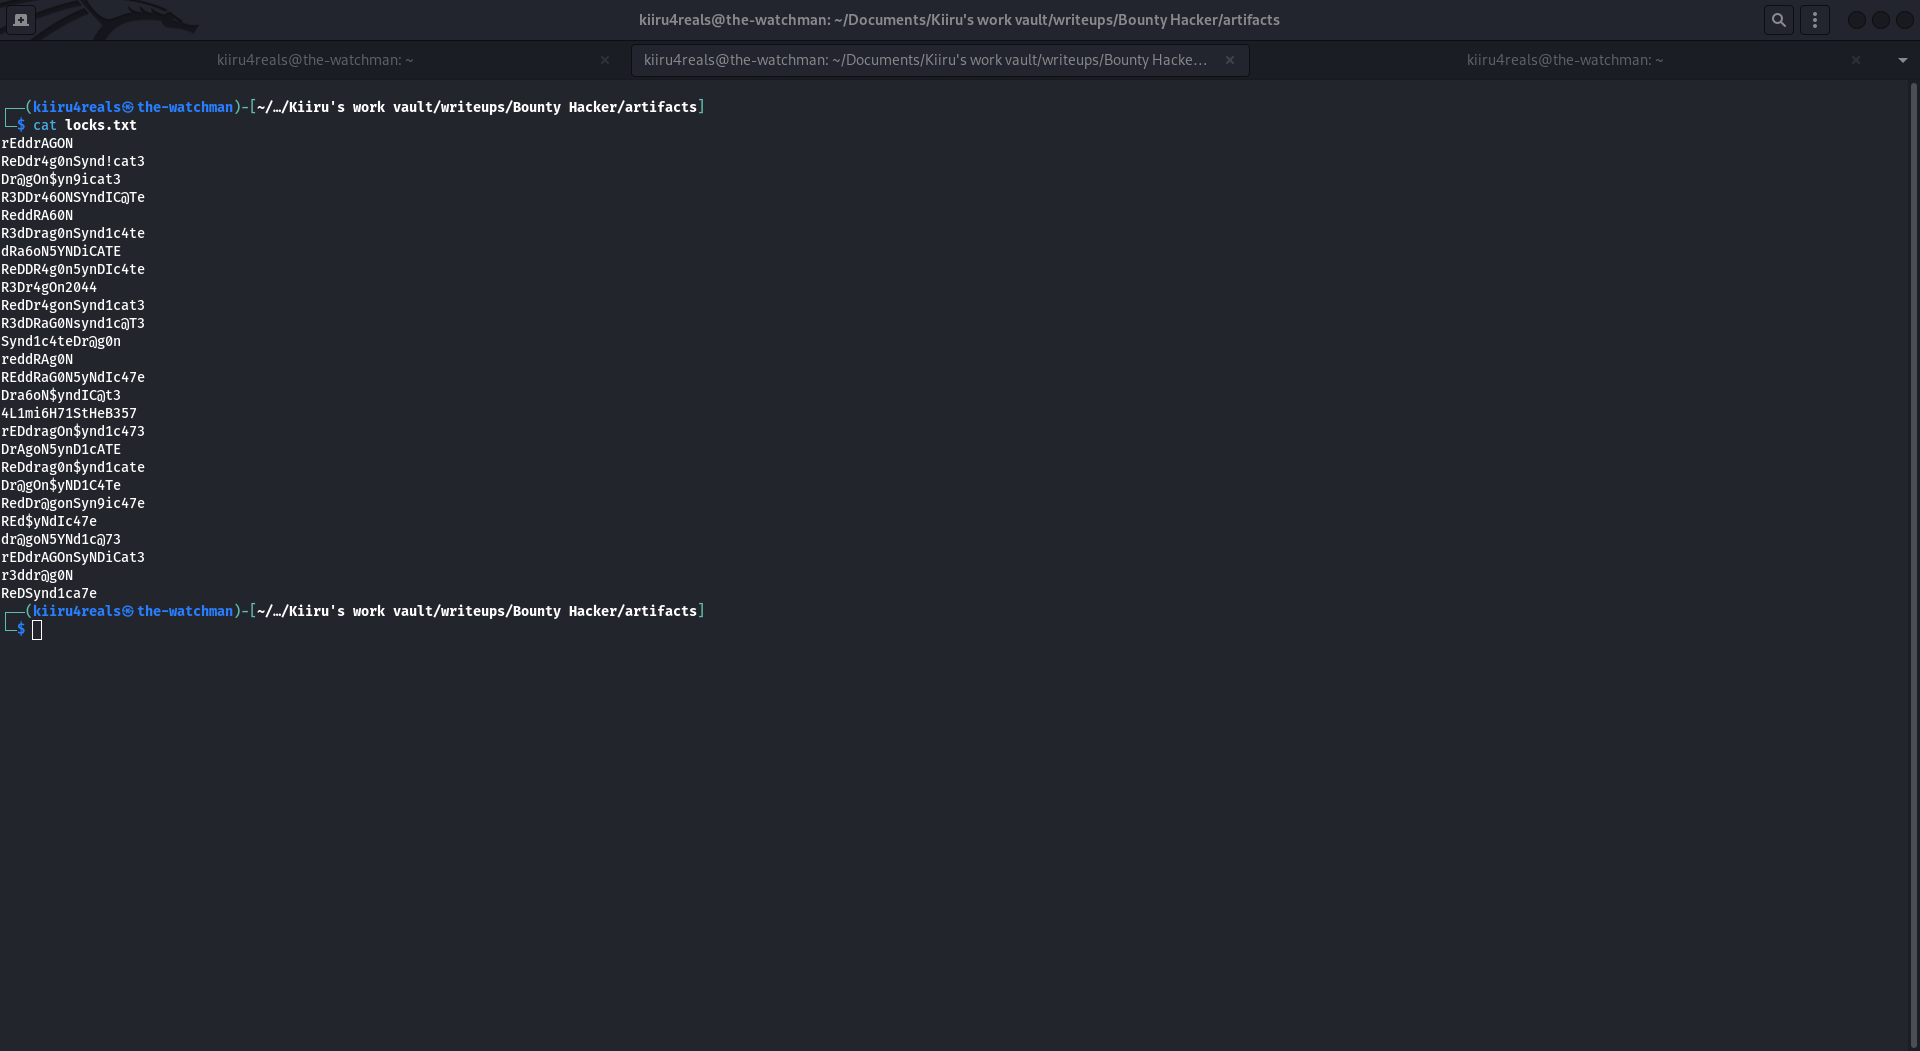 kiiru4reals@the-watchman: ~/Documents/Kiiru's work vault/writeups/Bounty Hacker/artifacts
kiiru4reals@the-watchman: ~
kiiru4reals@the-watchman: ~/Documents/Kiiru's work vault/writeups/Bounty Hacke…
kiiru4reals@the-watchman: ~
┌──(kiiru4reals㉿the-watchman)-[~/…/Kiiru's work vault/writeups/Bounty Hacker/artifacts]
└─$ cat locks.txt
rEddrAGON
ReDdr4g0nSynd!cat3
Dr@gOn$yn9icat3
R3DDr46ONSYndIC@Te
ReddRA60N
R3dDrag0nSynd1c4te
dRa6oN5YNDiCATE
ReDDR4g0n5ynDIc4te
R3Dr4gOn2044
RedDr4gonSynd1cat3
R3dDRaG0Nsynd1c@T3
Synd1c4teDr@g0n
reddRAg0N
REddRaG0N5yNdIc47e
Dra6oN$yndIC@t3
4L1mi6H71StHeB357
rEDdragOn$ynd1c473
DrAgoN5ynD1cATE
ReDdrag0n$ynd1cate
Dr@gOn$yND1C4Te
RedDr@gonSyn9ic47e
REd$yNdIc47e
dr@goN5YNd1c@73
rEDdrAGOnSyNDiCat3
r3ddr@g0N
ReDSynd1ca7e
┌──(kiiru4reals㉿the-watchman)-[~/…/Kiiru's work vault/writeups/Bounty Hacker/artifacts]
└─$